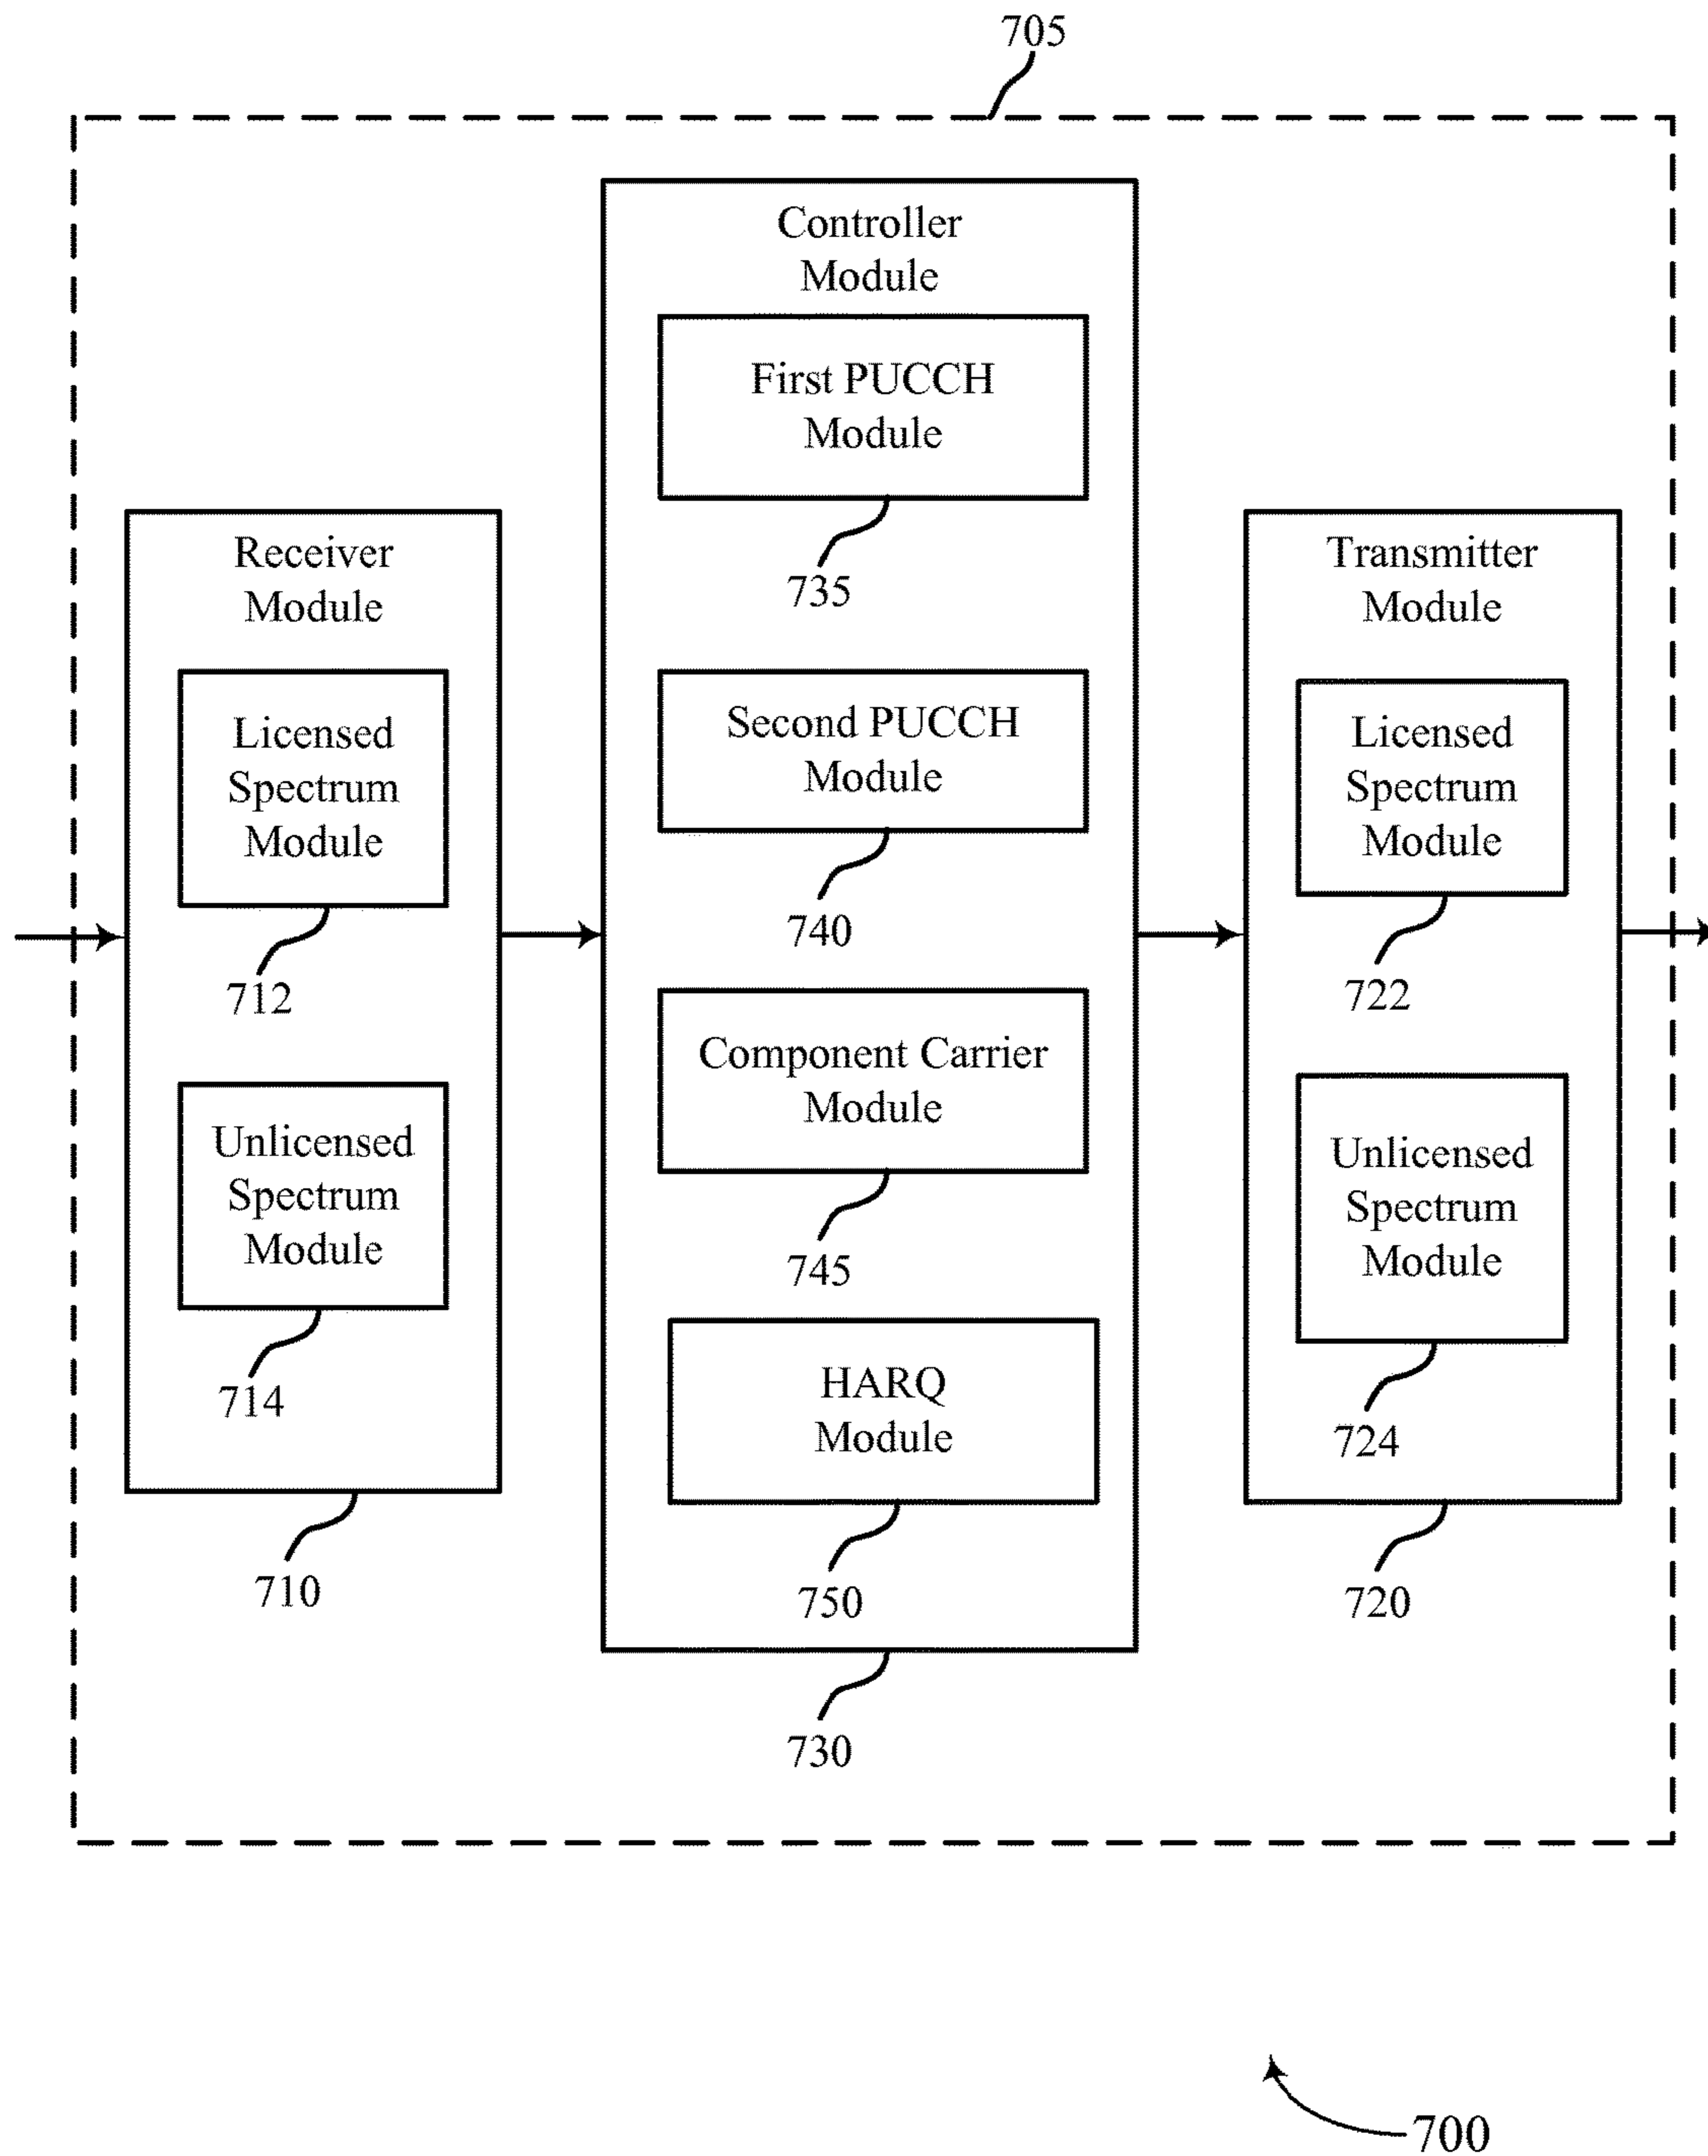 705
Controller
Module
First PUCCH
Module
735
Second PUCCH
Module
740
Component Carrier
Module
745
HARQ
Module
750
730
Receiver
Module
Licensed
Spectrum
Module
712
Unlicensed
Spectrum
Module
714
710
Transmitter
Module
Licensed
Spectrum
Module
722
Unlicensed
Spectrum
Module
724
720
700